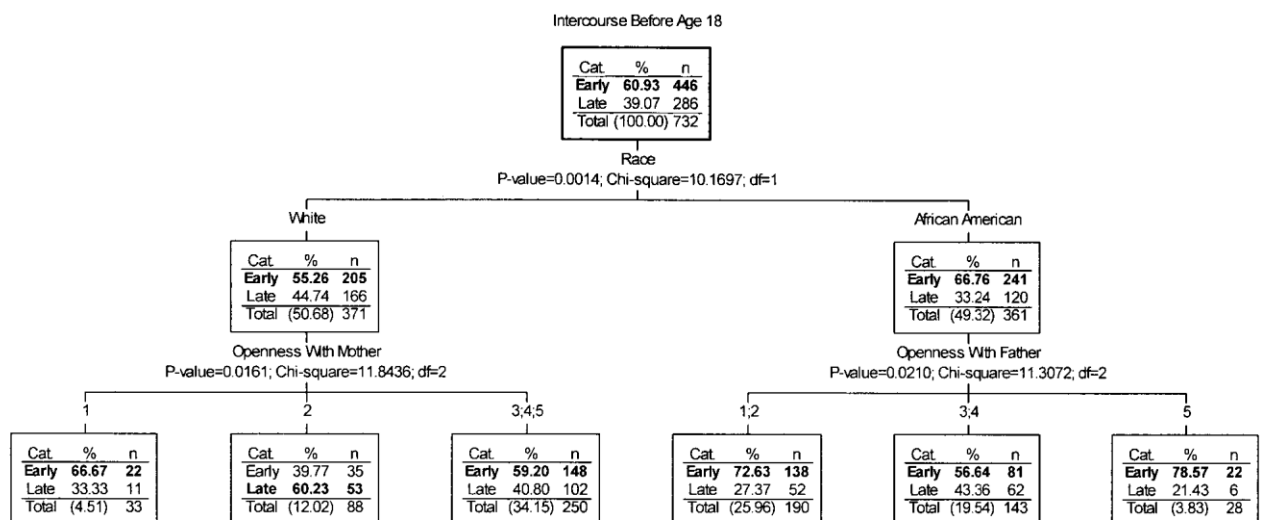 Intercourse Before Age 18
Cat. % n
Early 60.93 446
Late 39.07 286
Total (100.00) 732
Race
P-value=0.0014; Chi-square=10.1697; df=1
White
Cat. % n
Early 55.26 205
Late 44.74 166
Total (50.68) 371
African American
Cat. % n
Early 66.76 241
Late 33.24 120
Total (49.32) 361
Openness With Mother
P-value=0.0161; Chi-square=11.8436; df=2
Openness With Father
P-value=0.0210; Chi-square=11.3072; df=2
1
Cat. % n
Early 66.67 22
Late 33.33 11
Total (4.51) 33
2
Cat. % n
Early 39.77 35
Late 60.23 53
Total (12.02) 88
3;4;5
Cat. % n
Early 59.20 148
Late 40.80 102
Total (34.15) 250
1;2
Cat. % n
Early 72.63 138
Late 27.37 52
Total (25.96) 190
3;4
Cat. % n
Early 56.64 81
Late 43.36 62
Total (19.54) 143
5
Cat. % n
Early 78.57 22
Late 21.43 6
Total (3.83) 28